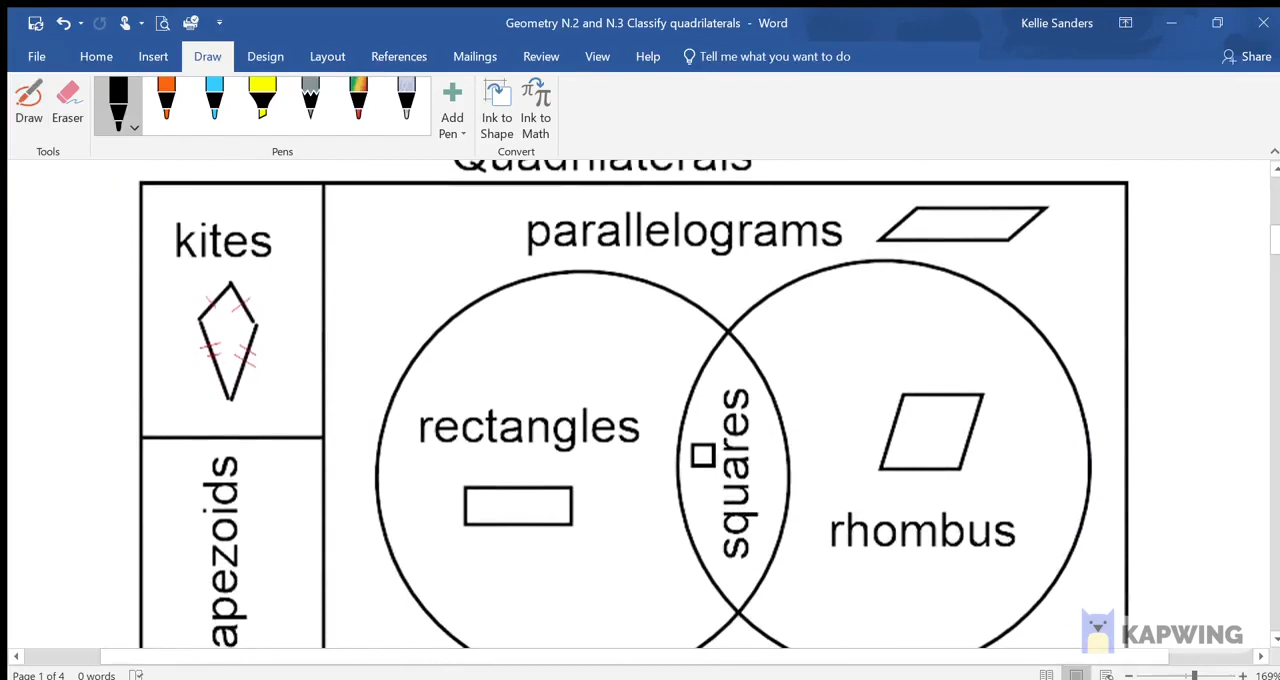 Geometry N.2 and N.3 Classify quadrilaterals - Word
Kellie Sanders
File Home Insert Draw Design Layout References Mailings Review View Help Tell me what you want to do Share
Draw Eraser Add Pen Ink to Shape Ink to Math
Tools Pens Convert
Quadrilaterals
kites
parallelograms
rectangles
squares
rhombus
apezoids
KAPWING
Page 1 of 4 0 words 169%